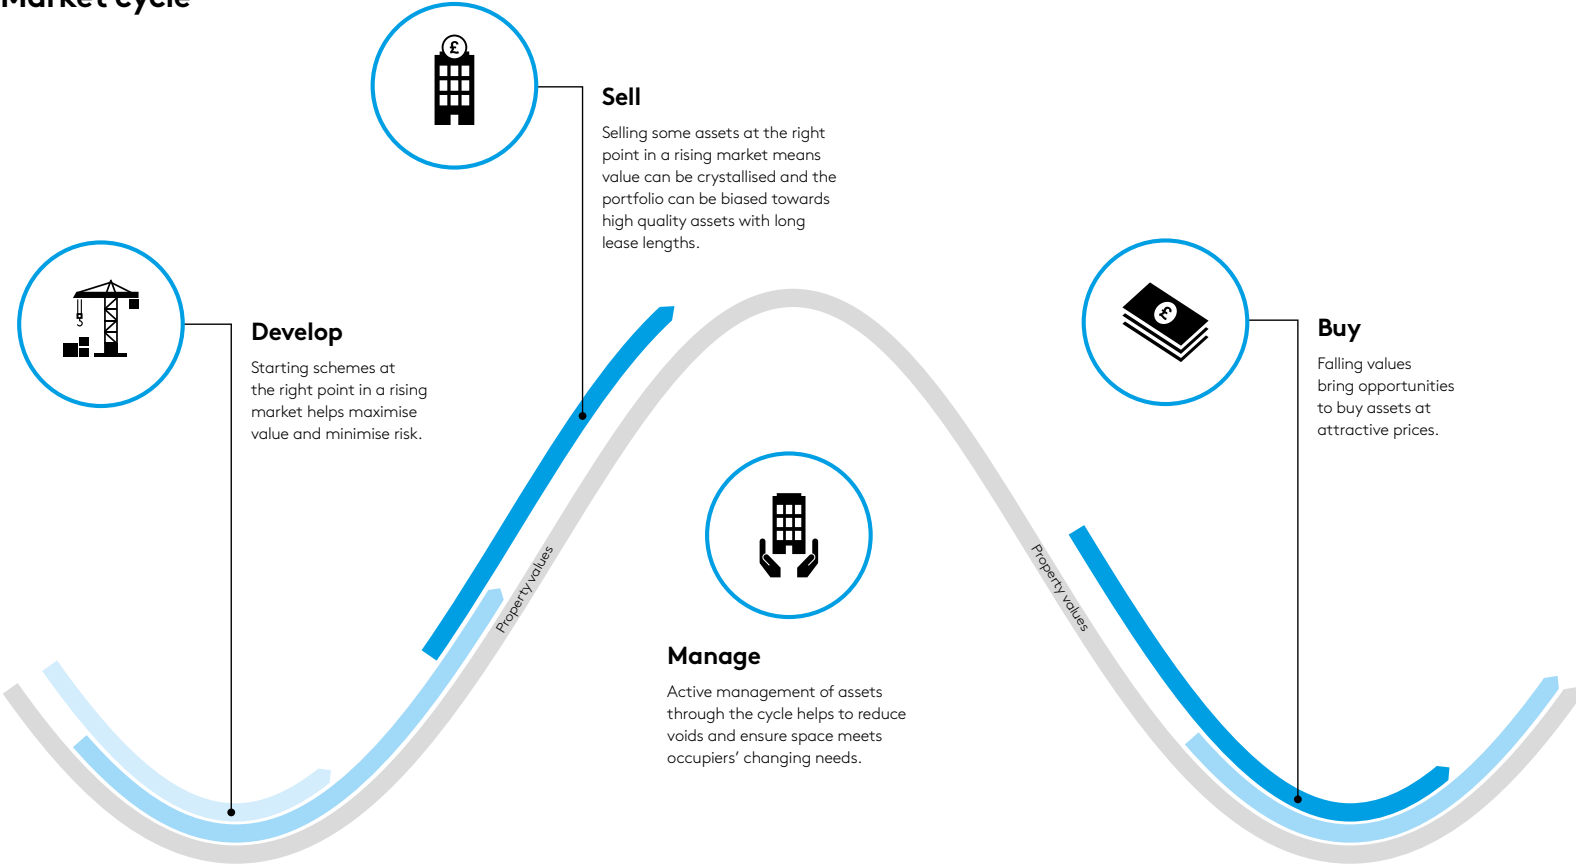 Market cycle
£
Sell
Selling some assets at the right
point in a rising market means
value can be crystallised and the
portfolio can be biased towards
high quality assets with long
lease lengths.
Develop
Starting schemes at
the right point in a rising
market helps maximise
value and minimise risk.
£
Buy
Falling values
bring opportunities
to buy assets at
attractive prices.
Property values
Property values
Manage
Active management of assets
through the cycle helps to reduce
voids and ensure space meets
occupiers’ changing needs.